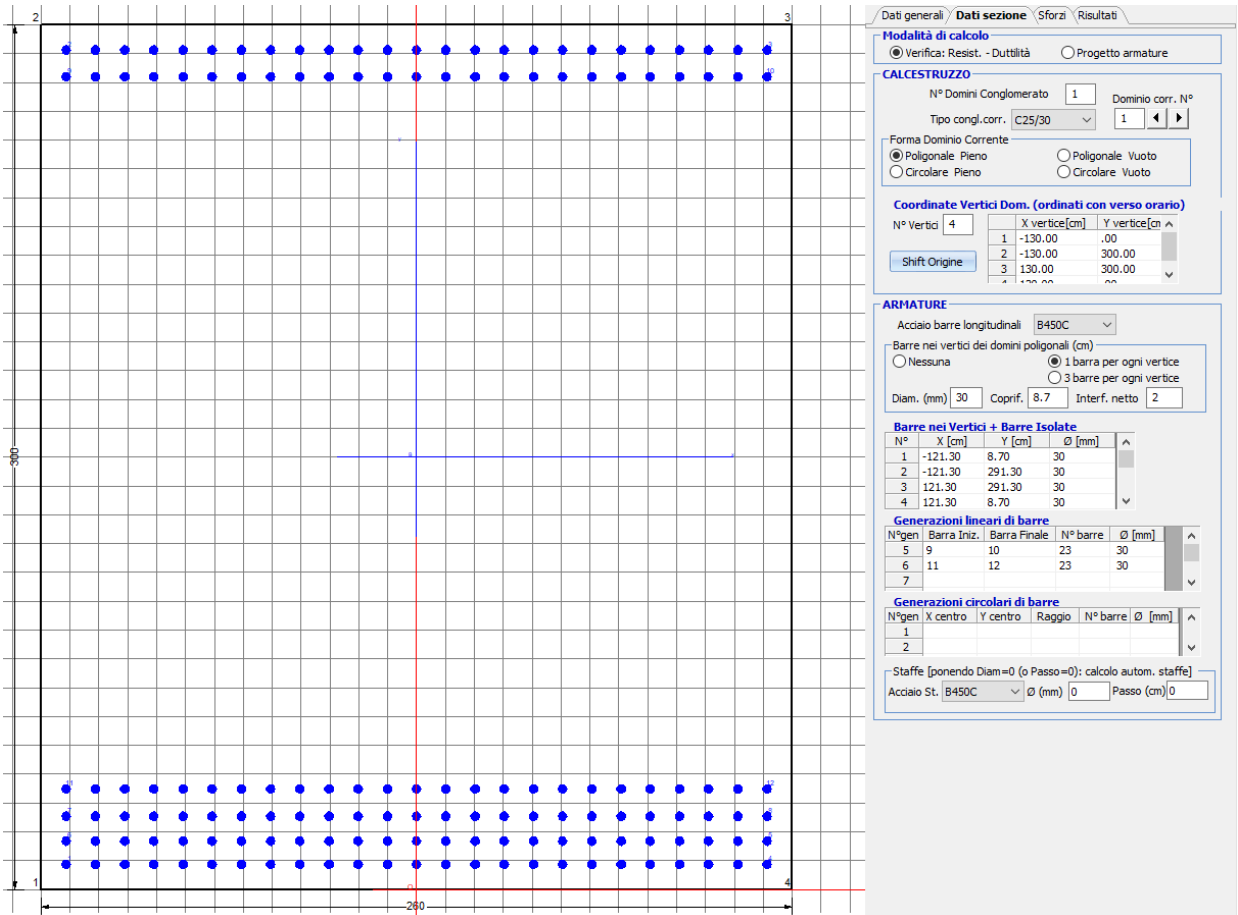 2
3
10
11
12
1
4
300
260
Dati generali Dati sezione Sforzi Risultati
Modalità di calcolo
Verifica: Resist. - Duttilità Progetto armature
CALCESTRUZZO
N° Domini Conglomerato 1 Dominio corr. N°
Tipo congl.corr. C25/30 1
Forma Dominio Corrente
Poligonale Pieno Poligonale Vuoto
Circolare Pieno Circolare Vuoto
Coordinate Vertici Dom. (ordinati con verso orario)
N° Vertici 4 X vertice[cm] Y vertice[cm
1 -130.00 .00
Shift Origine 2 -130.00 300.00
3 130.00 300.00
4 130.00 .00
ARMATURE
Acciaio barre longitudinali B450C
Barre nei vertici dei domini poligonali (cm)
Nessuna 1 barra per ogni vertice
3 barre per ogni vertice
Diam. (mm) 30 Coprif. 8.7 Interf. netto 2
Barre nei Vertici + Barre Isolate
N° X [cm] Y [cm] Ø [mm]
1 -121.30 8.70 30
2 -121.30 291.30 30
3 121.30 291.30 30
4 121.30 8.70 30
Generazioni lineari di barre
N°gen Barra Iniz. Barra Finale N° barre Ø [mm]
5 9 10 23 30
6 11 12 23 30
7
Generazioni circolari di barre
N°gen X centro Y centro Raggio N° barre Ø [mm]
1
2
Staffe [ponendo Diam=0 (o Passo=0): calcolo autom. staffe]
Acciaio St. B450C Ø (mm) 0 Passo (cm) 0